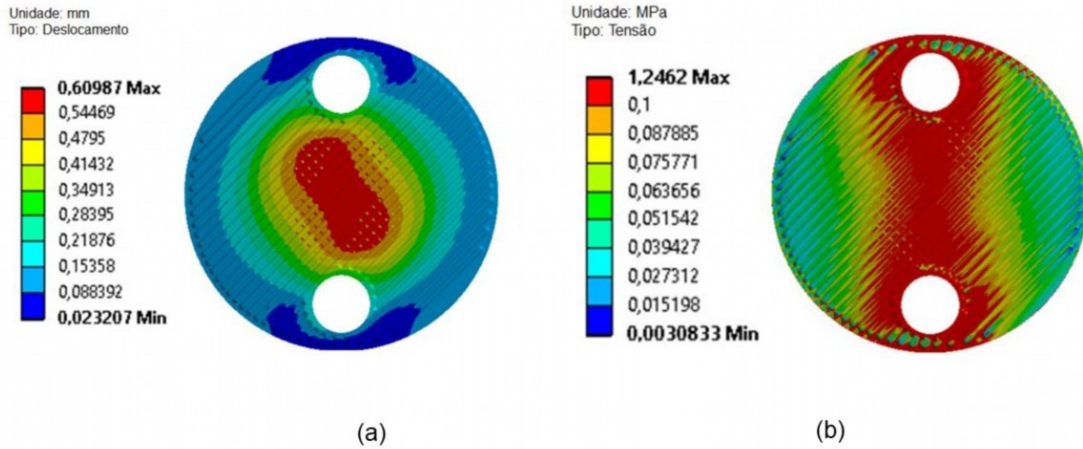 Unidade: mm
Tipo: Deslocamento
0,60987 Max
0,54469
0,4795
0,41432
0,34913
0,28395
0,21876
0,15358
0,088392
0,023207 Min
(a)
Unidade: MPa
Tipo: Tensão
1,2462 Max
0,1
0,087885
0,075771
0,063656
0,051542
0,039427
0,027312
0,015198
0,0030833 Min
(b)